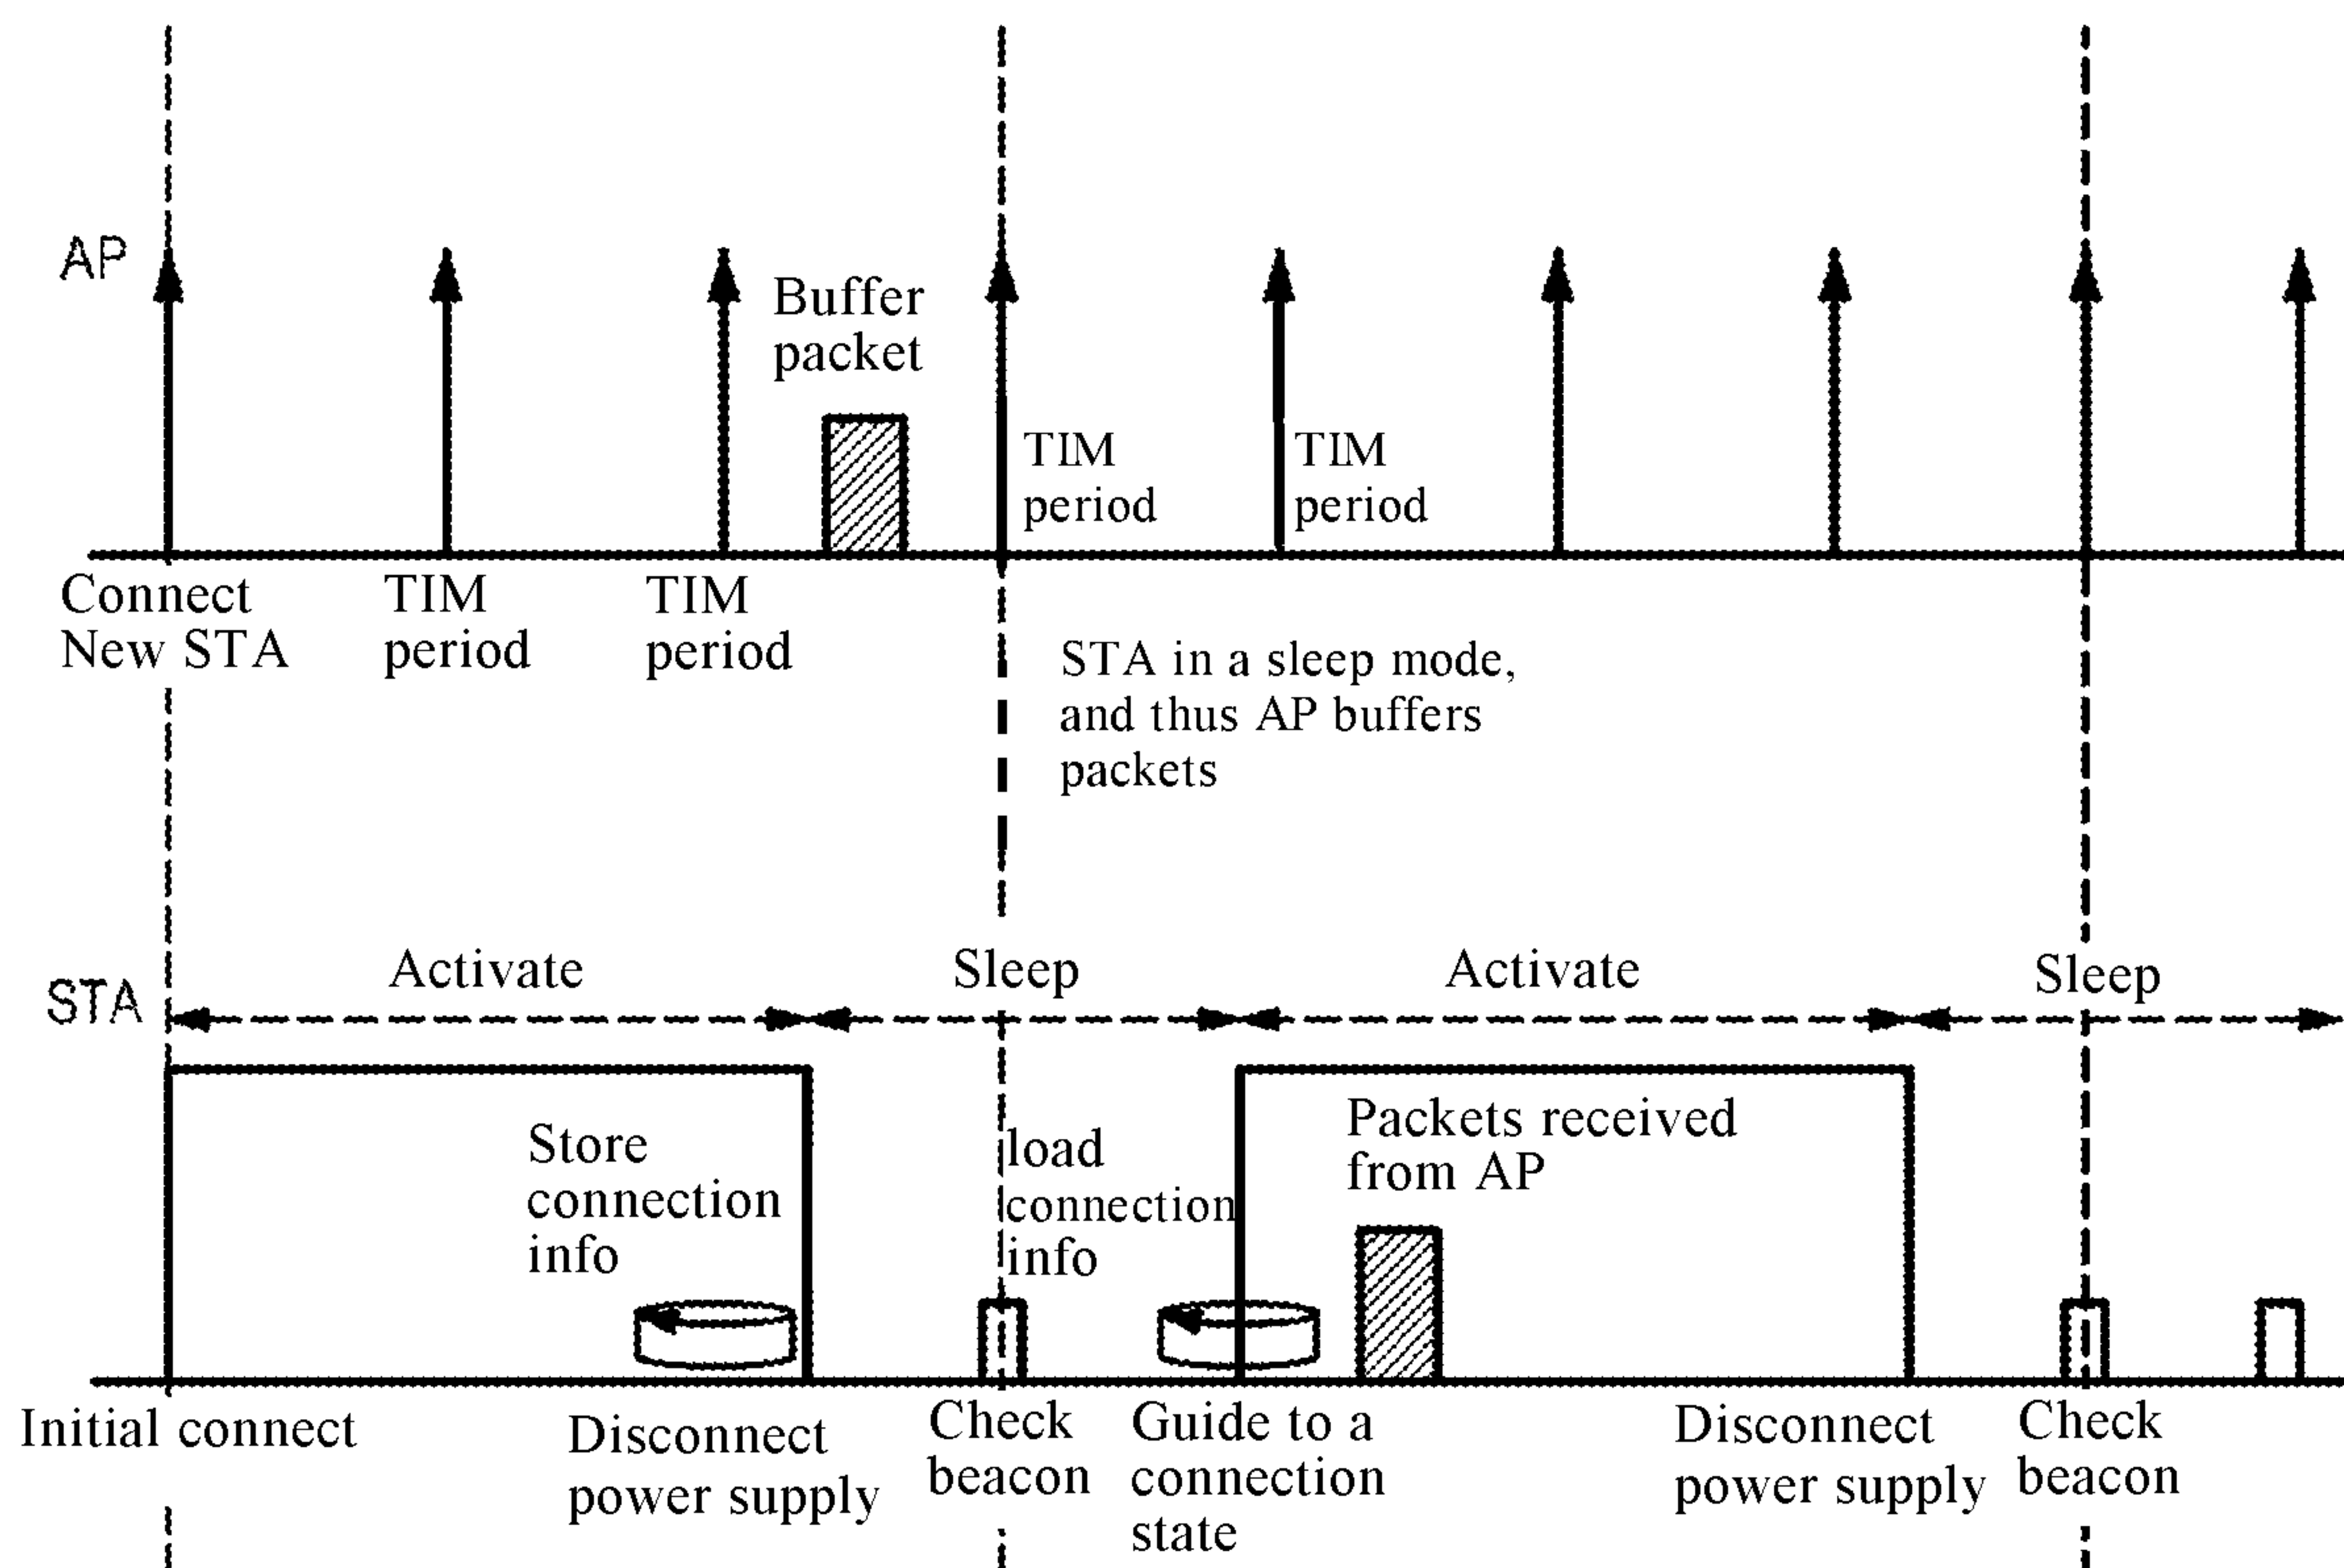 AP
Buffer
packet
TIM
period
TIM
period
Connect
New STA
TIM
period
TIM
period
STA in a sleep mode,
and thus AP buffers
packets
STA
Activate
Sleep
Activate
Sleep
Store
connection
info
load
connection
info
Packets received
from AP
Initial connect
Disconnect
power supply
Check
beacon
Guide to a
connection
state
Disconnect
power supply
Check
beacon